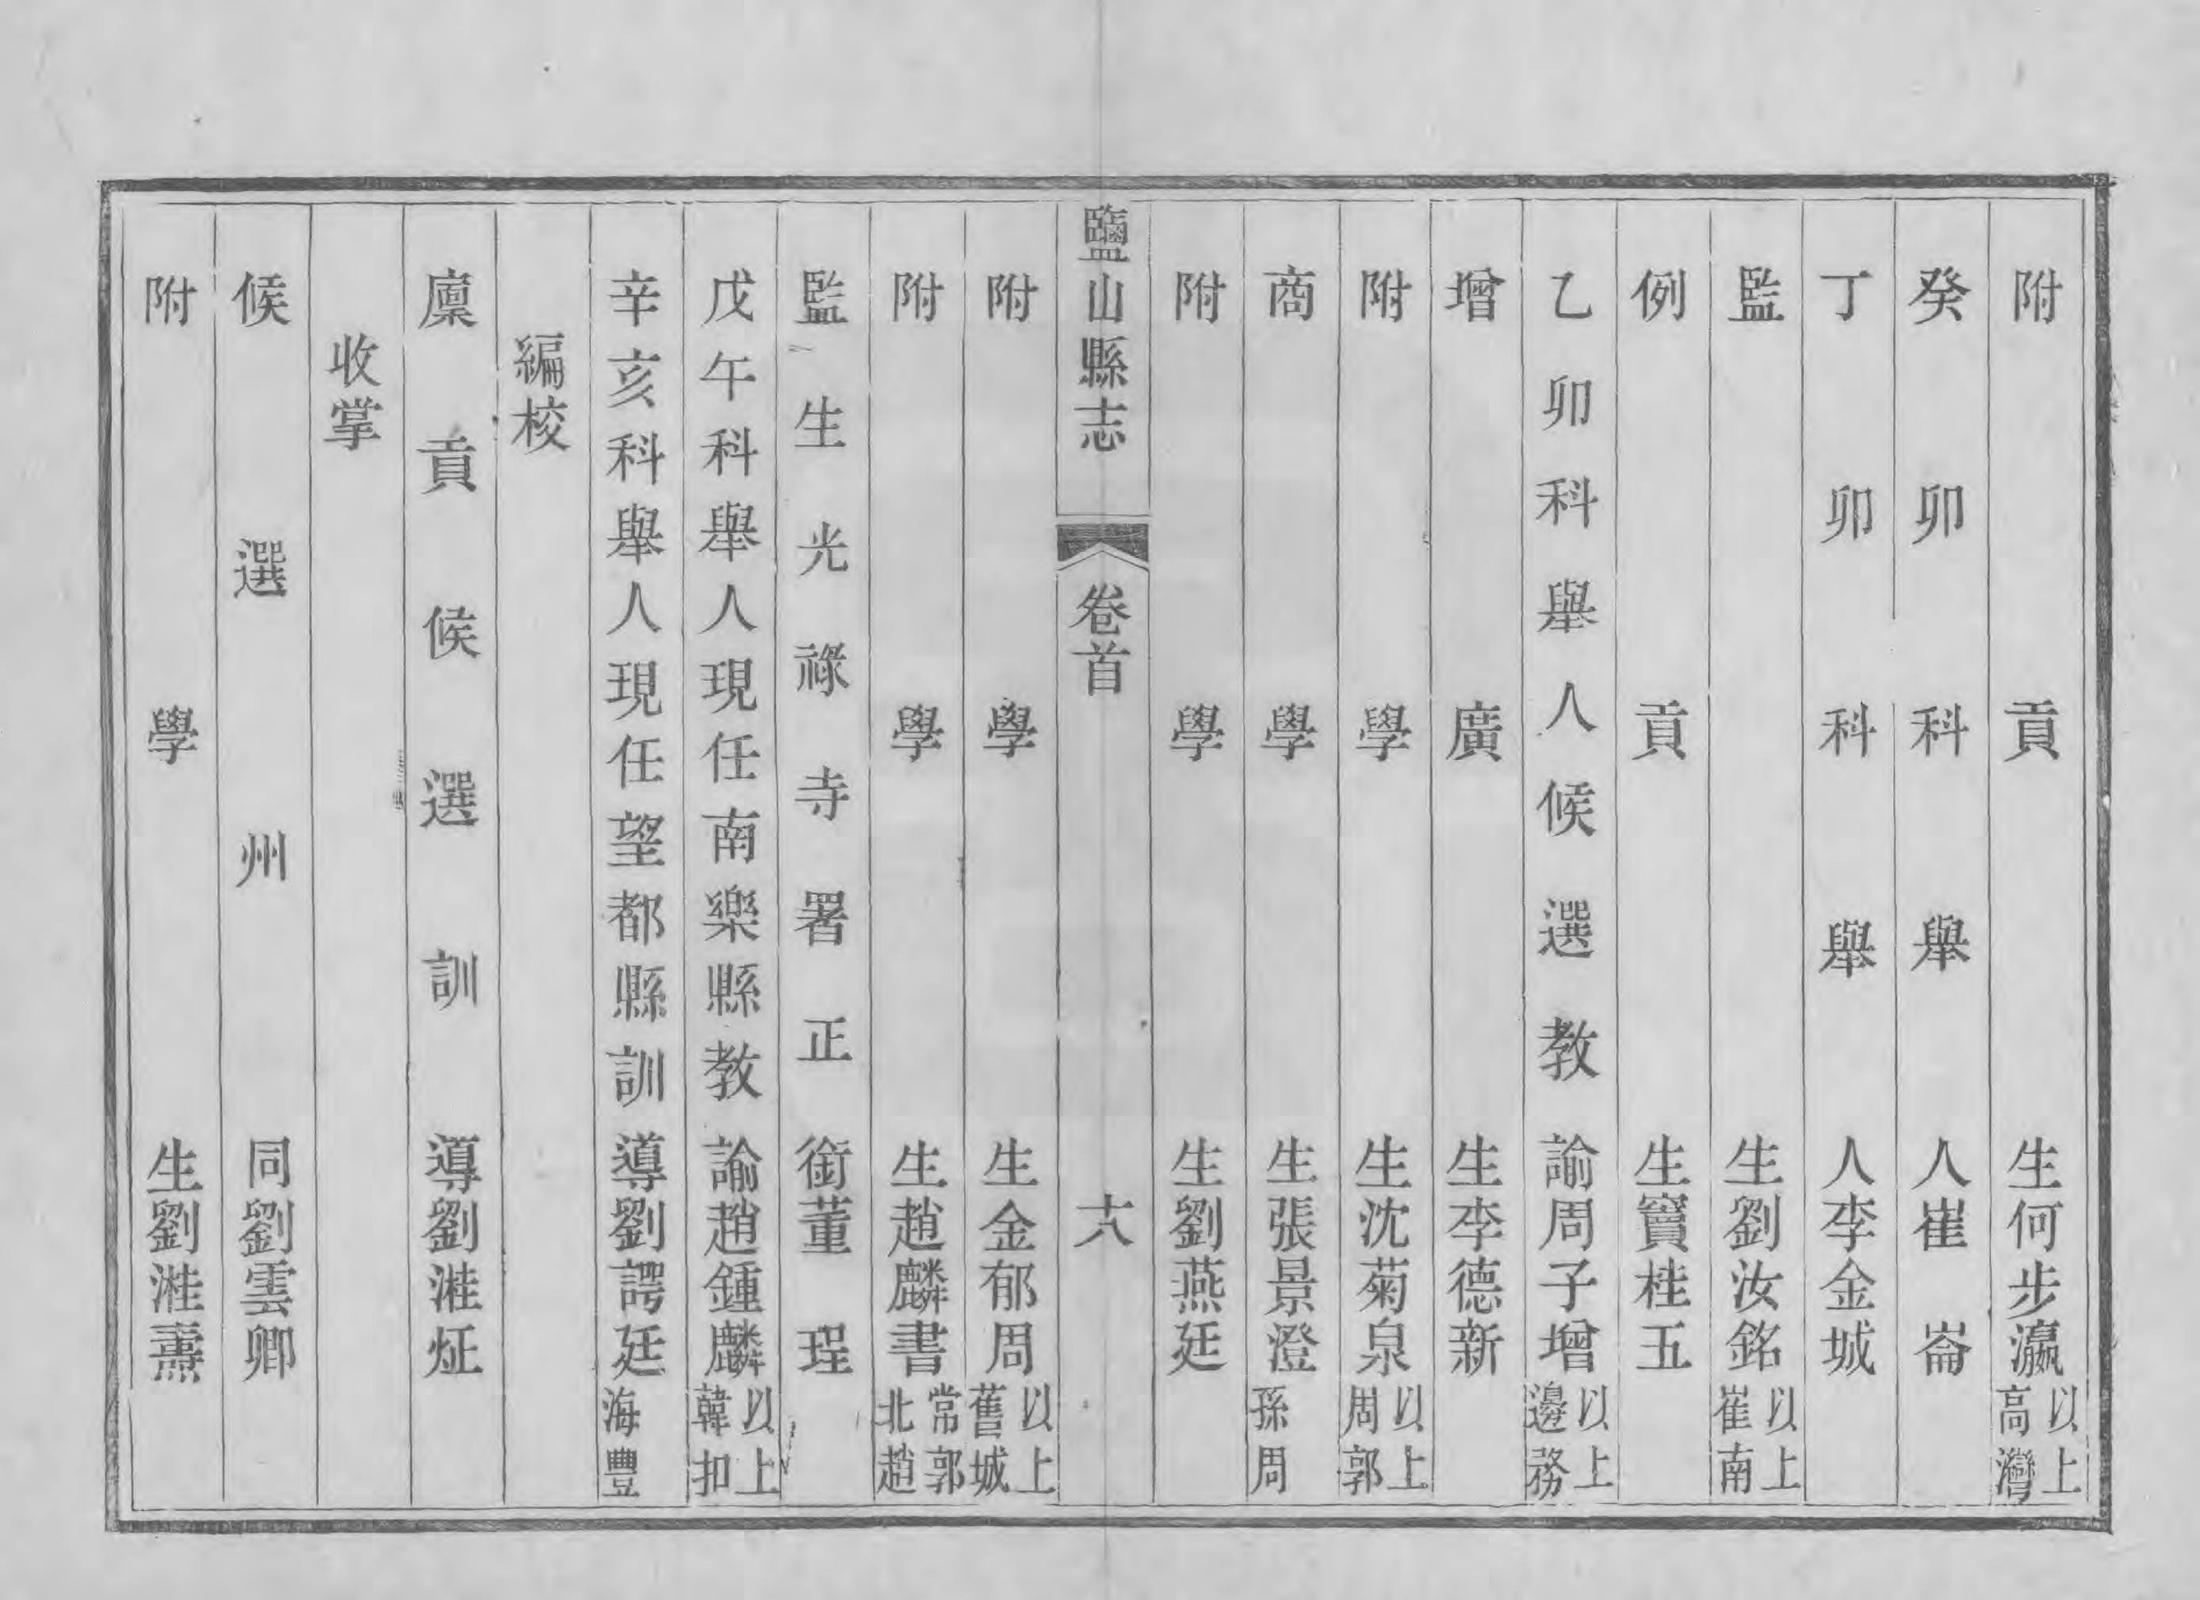 附貢生何步瀛以上高灣
癸卯科舉人崔崙
丁卯科舉人李金城
監生劉汝銘以上崔南
例貢生竇桂五
乙卯科舉人候選教諭周子增以上邊務
增廣生李德新
附學生沈菊泉以上周郭
商學生張景澄孫周
附學生劉燕廷
鹽山縣志 卷首 十六
附學生金郁周以上舊城
附學生趙麟書常郭北趙
監生光祿寺署正銜董珵
戊午科舉人現任南樂縣教諭趙鍾麟以上韓扣
辛亥科舉人現任望都縣訓導劉諤廷海豐
編校
廩貢候選訓導劉溎炡
收掌
候選州同劉雲卿
附學生劉溎燾